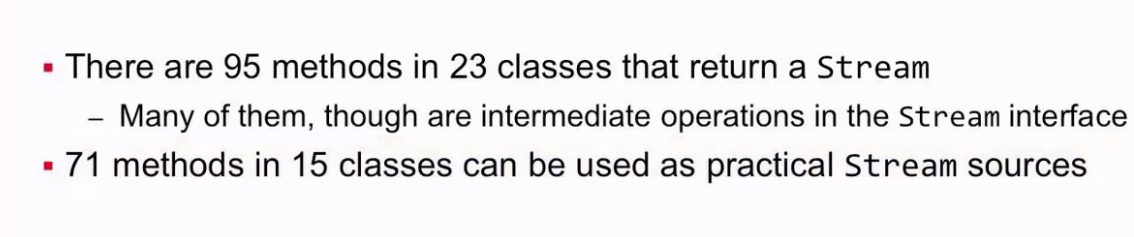 ▪ There are 95 methods in 23 classes that return a Stream
– Many of them, though are intermediate operations in the Stream interface
▪ 71 methods in 15 classes can be used as practical Stream sources